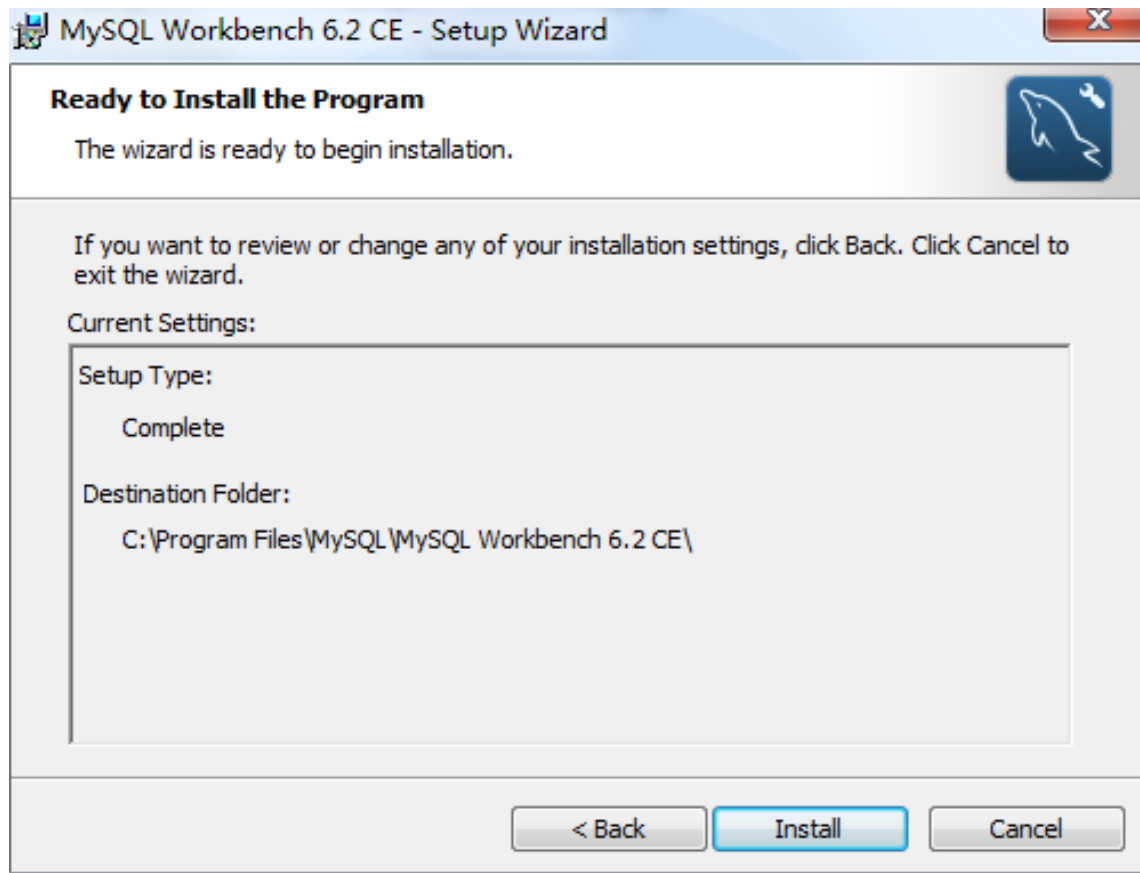 MySQL Workbench 6.2 CE - Setup Wizard
Ready to Install the Program
The wizard is ready to begin installation.
If you want to review or change any of your installation settings, click Back. Click Cancel to
exit the wizard.
Current Settings:
Setup Type:
Complete
Destination Folder:
C:\Program Files\MySQL\MySQL Workbench 6.2 CE\
< Back
Install
Cancel